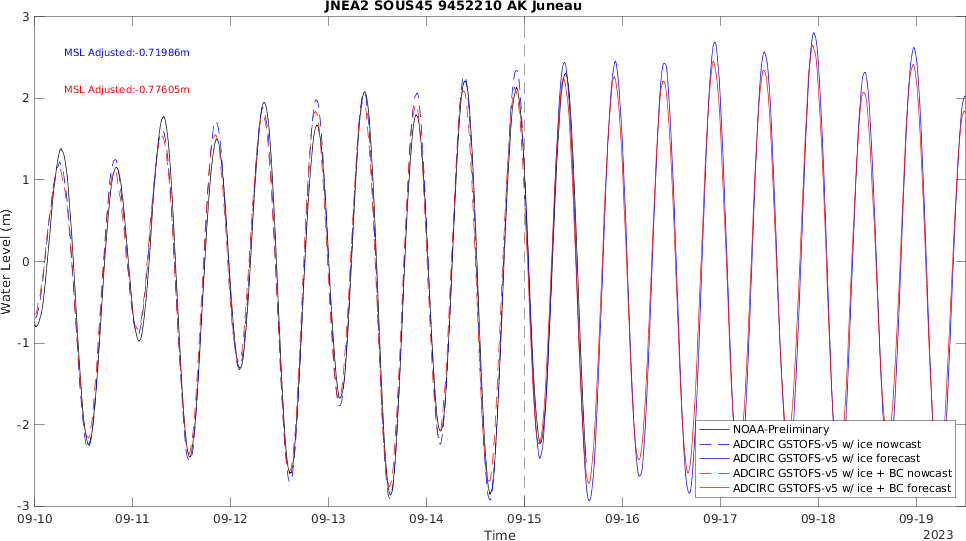 JNEA2 SOUS45 9452210 AK Juneau
MSL Adjusted:-0.71986m
MSL Adjusted:-0.77605m
Water Level (m)
3
2
1
0
-1
-2
-3
NOAA-Preliminary
ADCIRC GSTOFS-v5 w/ ice nowcast
ADCIRC GSTOFS-v5 w/ ice forecast
ADCIRC GSTOFS-v5 w/ ice + BC nowcast
ADCIRC GSTOFS-v5 w/ ice + BC forecast
09-10 09-11 09-12 09-13 09-14 09-15 09-16 09-17 09-18 09-19
Time
2023